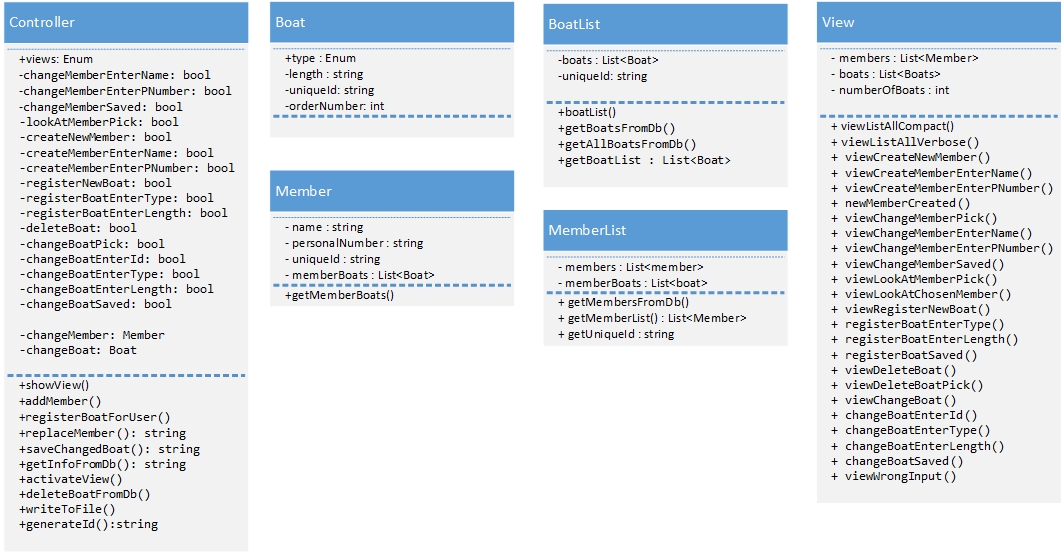 Controller
+views: Enum
-changeMemberEnterName: bool
-changeMemberEnterPNumber: bool
-changeMemberSaved: bool
-lookAtMemberPick: bool
-createNewMember: bool
-createMemberEnterName: bool
-createMemberEnterPNumber: bool
-registerNewBoat: bool
-registerBoatEnterType: bool
-registerBoatEnterLength: bool
-deleteBoat: bool
-changeBoatPick: bool
-changeBoatEnterId: bool
-changeBoatEnterType: bool
-changeBoatEnterLength: bool
-changeBoatSaved: bool
-changeMember: Member
-changeBoat: Boat
+showView()
+addMember()
+registerBoatForUser()
+replaceMember(): string
+saveChangedBoat(): string
+getInfoFromDb(): string
+activateView()
+deleteBoatFromDb()
+writeToFile()
+generateId():string
Boat
+type : Enum
-length : string
-uniqueId: string
-orderNumber: int
Member
- name : string
- personalNumber : string
- uniqueId : string
- memberBoats : List<Boat>
+getMemberBoats()
BoatList
-boats : List<Boat>
-uniqueId: string
+boatList()
+getBoatsFromDb()
+getAllBoatsFromDb()
+getBoatList : List<Boat>
MemberList
- members : List<member>
- memberBoats : List<boat>
+ getMembersFromDb()
+ getMemberList() : List<Member>
+ getUniqueId : string
View
- members : List<Member>
- boats : List<Boats>
- numberOfBoats : int
+ viewListAllCompact()
+ viewListAllVerbose()
+ viewCreateNewMember()
+ viewCreateMemberEnterName()
+ viewCreateMemberEnterPNumber()
+ newMemberCreated()
+ viewChangeMemberPick()
+ viewChangeMemberEnterName()
+ viewChangeMemberEnterPNumber()
+ viewChangeMemberSaved()
+ viewLookAtMemberPick()
+ viewLookAtChosenMember()
+ viewRegisterNewBoat()
+ registerBoatEnterType()
+ registerBoatEnterLength()
+ registerBoatSaved()
+ viewDeleteBoat()
+ viewDeleteBoatPick()
+ viewChangeBoat()
+ changeBoatEnterId()
+ changeBoatEnterType()
+ changeBoatEnterLength()
+ changeBoatSaved()
+ viewWrongInput()